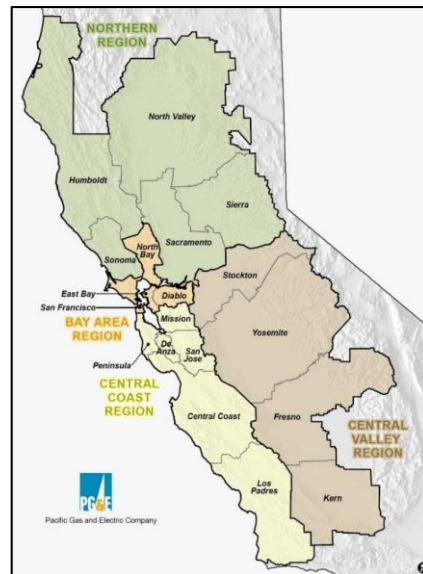 NORTHERN
REGION
North Valley
Humboldt
Sierra
Sacramento
North
Bay
Sonoma
Stockton
East Bay
Diablo
San Francisco
Mission
Yosemite
BAY AREA
REGION
De
Anza
San
Jose
Peninsula
CENTRAL
COAST
REGION
Central Coast
Fresno
CENTRAL
VALLEY
REGION
Los
Padres
Kern
PG&E
Pacific Gas and Electric Company